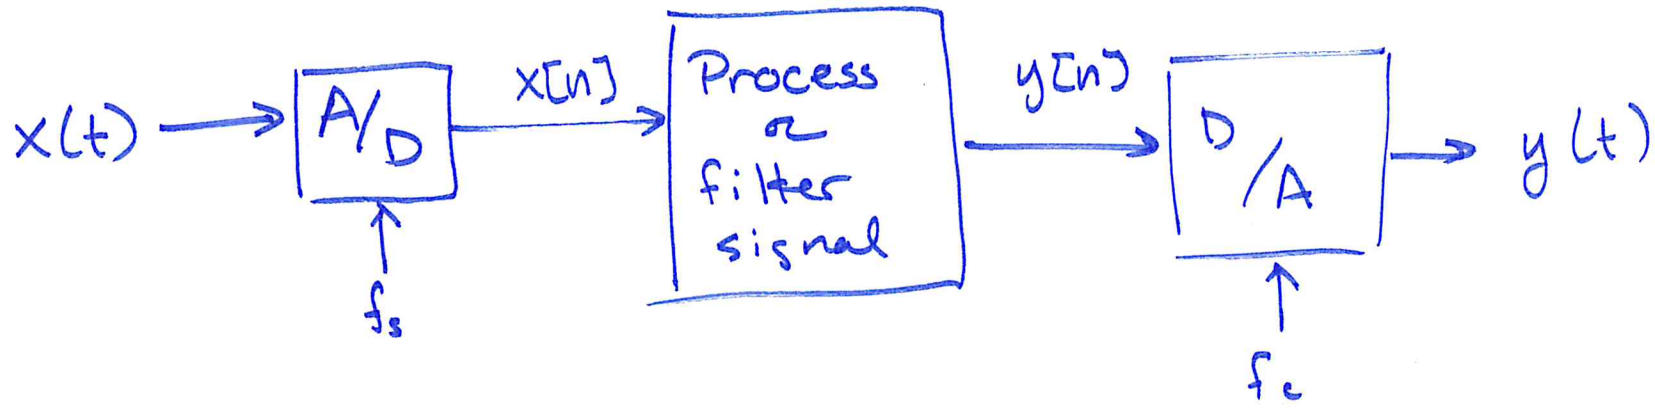 x(t)
A/D
x[n]
Process
or
filter
signal
y[n]
D/A
y(t)
fs
fc